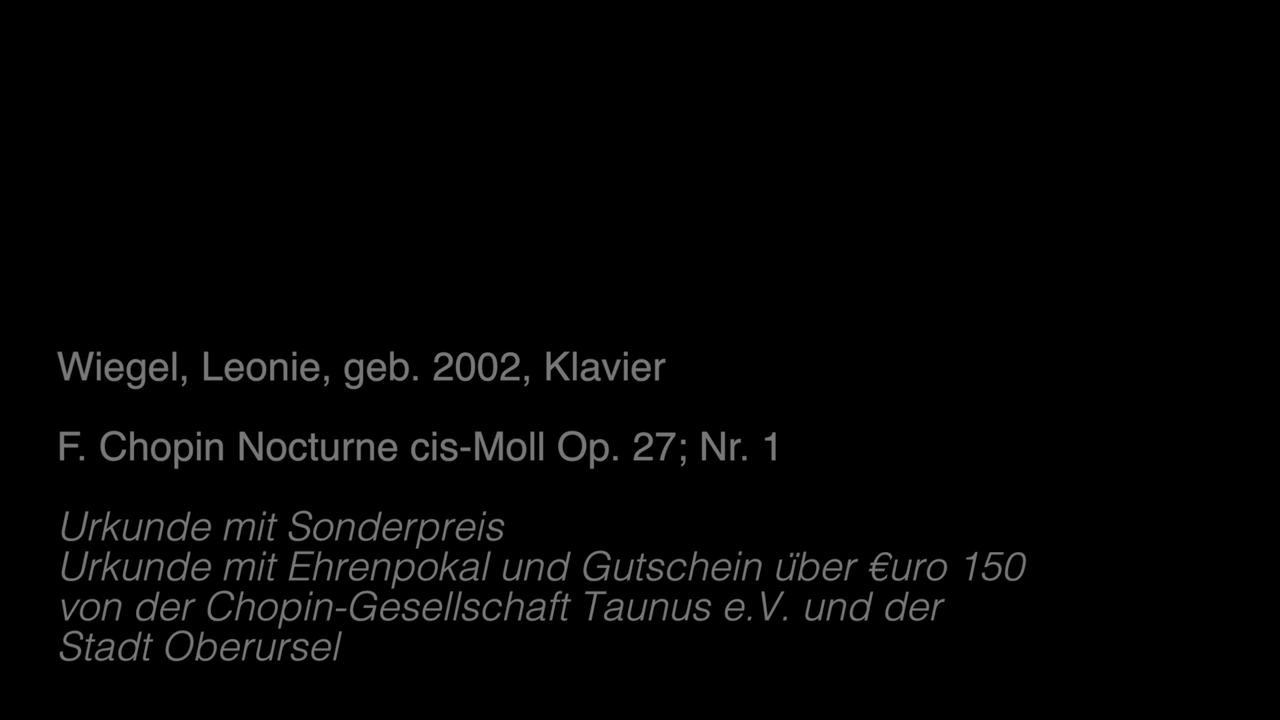 Wiegel, Leonie, geb. 2002, Klavier
F. Chopin Nocturne cis-Moll Op. 27; Nr. 1
Urkunde mit Sonderpreis
Urkunde mit Ehrenpokal und Gutschein über €uro 150
von der Chopin-Gesellschaft Taunus e.V. und der
Stadt Oberursel